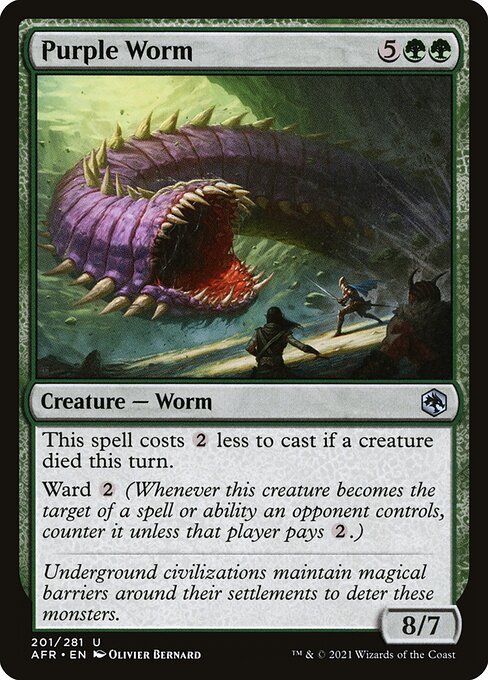 Purple Worm 5
Creature — Worm
This spell costs 2 less to cast if a creature
died this turn.
Ward 2 (Whenever this creature becomes the
target of a spell or ability an opponent controls,
counter it unless that player pays 2.)
Underground civilizations maintain magical
barriers around their settlements to deter these
monsters.
8/7
201/281 U
AFR • EN Olivier Bernard
™ & © 2021 Wizards of the Coast